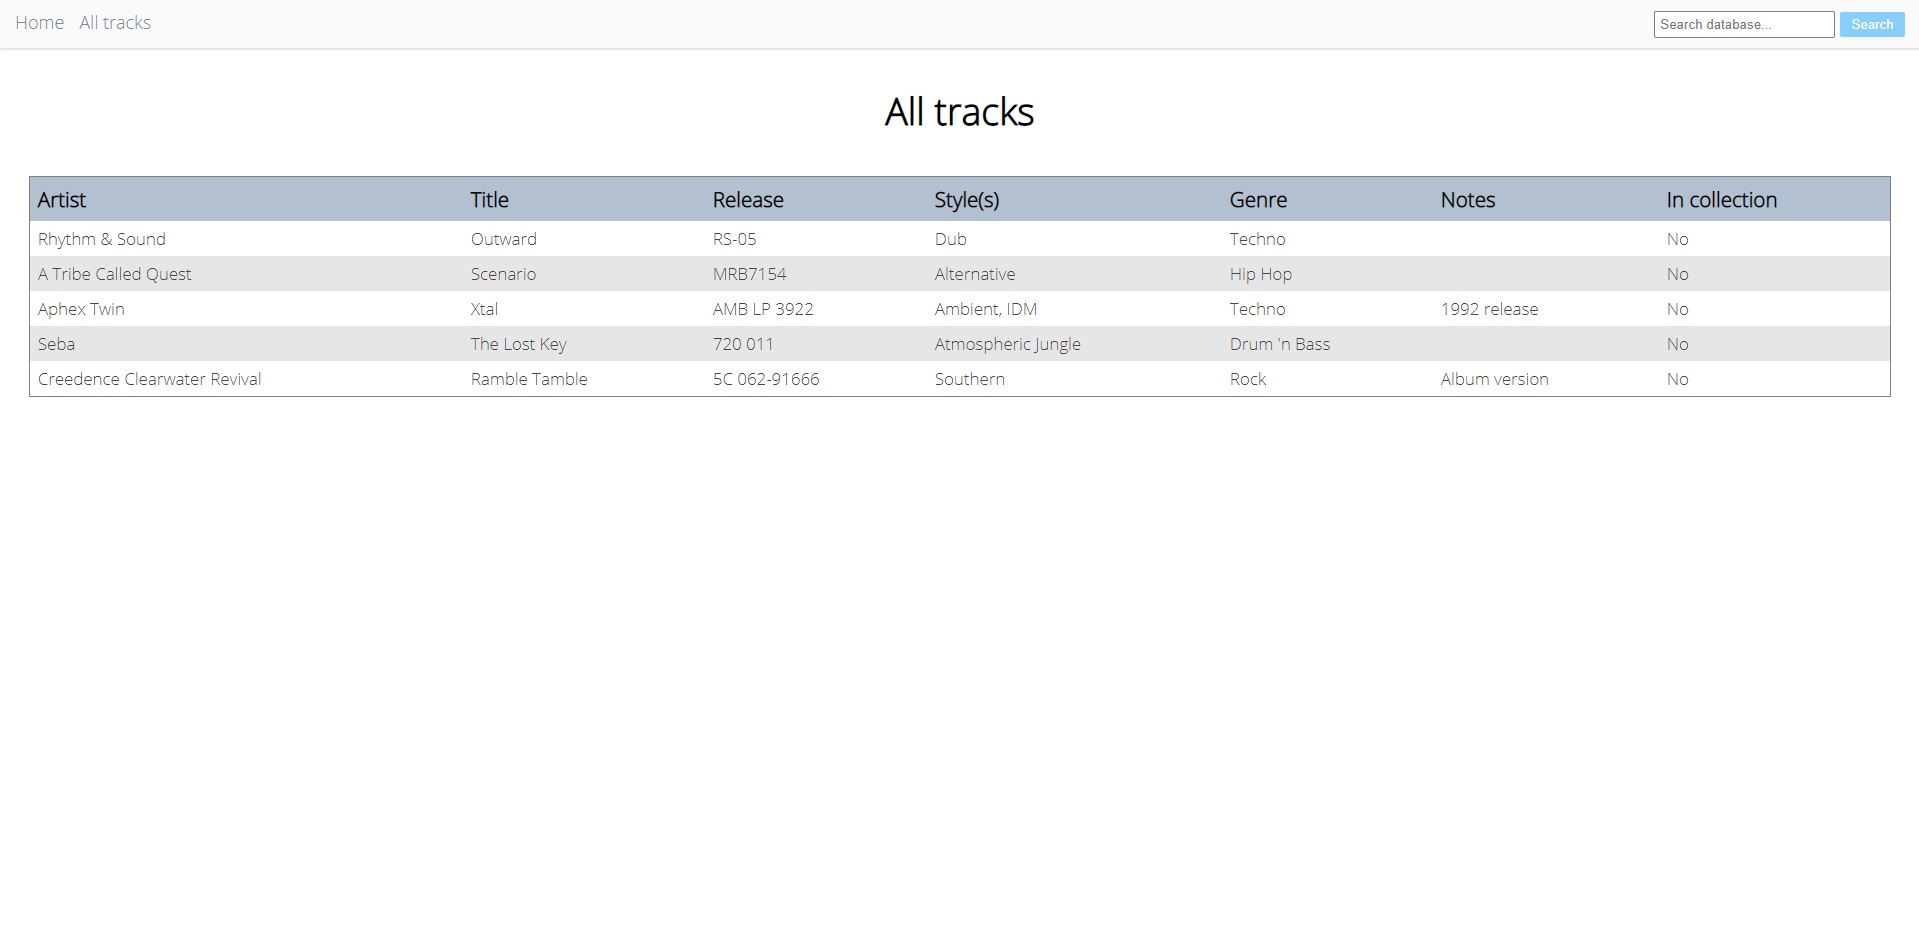 Home All tracks Search database... Search
All tracks
Artist Title Release Style(s) Genre Notes In collection
Rhythm & Sound Outward RS-05 Dub Techno No
A Tribe Called Quest Scenario MRB7154 Alternative Hip Hop No
Aphex Twin Xtal AMB LP 3922 Ambient, IDM Techno 1992 release No
Seba The Lost Key 720 011 Atmospheric Jungle Drum 'n Bass No
Creedence Clearwater Revival Ramble Tamble 5C 062-91666 Southern Rock Album version No